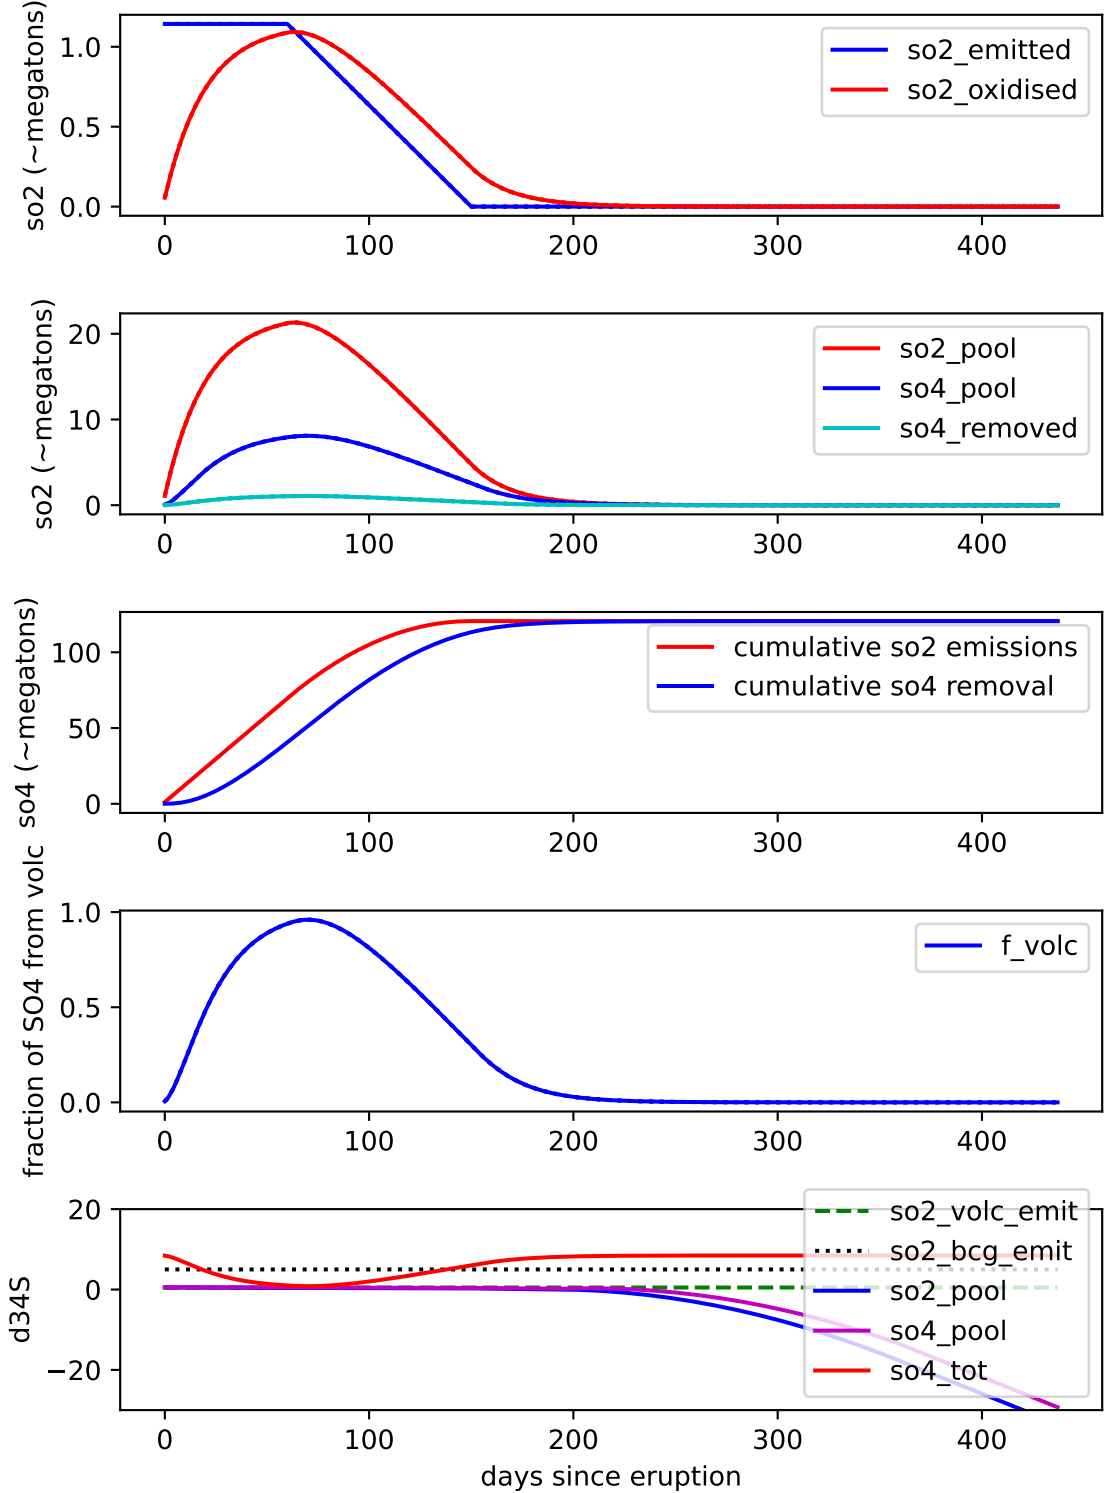 so2 (~megatons)
1.0
0.5
0.0
so2_emitted
so2_oxidised
0 100 200 300 400
so2 (~megatons)
20
10
0
so2_pool
so4_pool
so4_removed
0 100 200 300 400
so4 (~megatons)
100
50
0
cumulative so2 emissions
cumulative so4 removal
0 100 200 300 400
fraction of SO4 from volc
1.0
0.5
0.0
f_volc
0 100 200 300 400
d34S
20
0
−20
so2_volc_emit
so2_bcg_emit
so2_pool
so4_pool
so4_tot
0 100 200 300 400
days since eruption